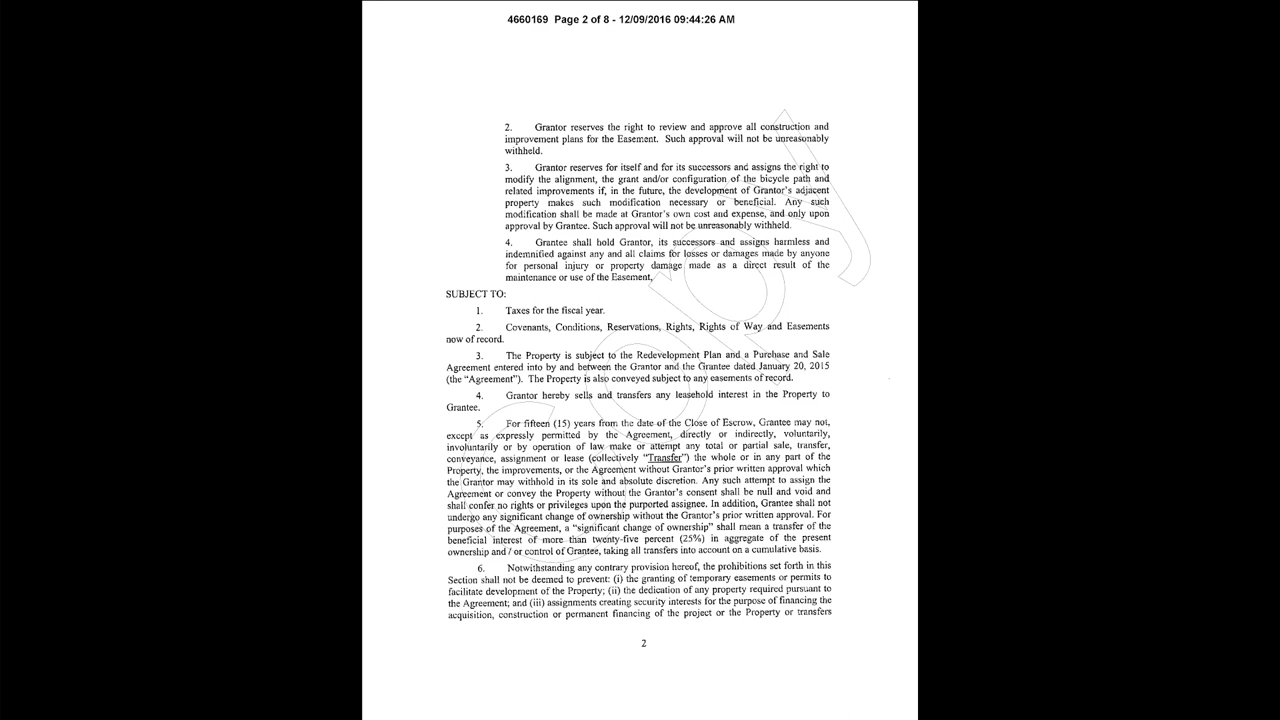 4660169 Page 2 of 8 - 12/09/2016 09:44:26 AM
2. Grantor reserves the right to review and approve all construction and
improvement plans for the Easement. Such approval will not be unreasonably
withheld.
3. Grantor reserves for itself and for its successors and assigns the right to
modify the alignment, the grant and/or configuration of the bicycle path and
related improvements if, in the future, the development of Grantor's adjacent
property makes such modification necessary or beneficial. Any such
modification shall be made at Grantor's own cost and expense, and only upon
approval by Grantee. Such approval will not be unreasonably withheld.
4. Grantee shall hold Grantor, its successors and assigns harmless and
indemnified against any and all claims for losses or damages made by anyone
for personal injury or property damage made as a direct result of the
maintenance or use of the Easement,
SUBJECT TO:
1. Taxes for the fiscal year.
2. Covenants, Conditions, Reservations, Rights, Rights of Way and Easements
now of record.
3. The Property is subject to the Redevelopment Plan and a Purchase and Sale
Agreement entered into by and between the Grantor and the Grantee dated January 20, 2015
(the "Agreement"). The Property is also conveyed subject to any easements of record.
4. Grantor hereby sells and transfers any leasehold interest in the Property to
Grantee.
5. For fifteen (15) years from the date of the Close of Escrow, Grantee may not,
except as expressly permitted by the Agreement, directly or indirectly, voluntarily,
involuntarily or by operation of law make or attempt any total or partial sale, transfer,
conveyance, assignment or lease (collectively "Transfer") the whole or in any part of the
Property, the improvements, or the Agreement without Grantor's prior written approval which
the Grantor may withhold in its sole and absolute discretion. Any such attempt to assign the
Agreement or convey the Property without the Grantor's consent shall be null and void and
shall confer no rights or privileges upon the purported assignee. In addition, Grantee shall not
undergo any significant change of ownership without the Grantor's prior written approval. For
purposes of the Agreement, a "significant change of ownership" shall mean a transfer of the
beneficial interest of more than twenty-five percent (25%) in aggregate of the present
ownership and / or control of Grantee, taking all transfers into account on a cumulative basis.
6. Notwithstanding any contrary provision hereof, the prohibitions set forth in this
Section shall not be deemed to prevent: (i) the granting of temporary easements or permits to
facilitate development of the Property; (ii) the dedication of any property required pursuant to
the Agreement; and (iii) assignments creating security interests for the purpose of financing the
acquisition, construction or permanent financing of the project or the Property or transfers
2
Copy